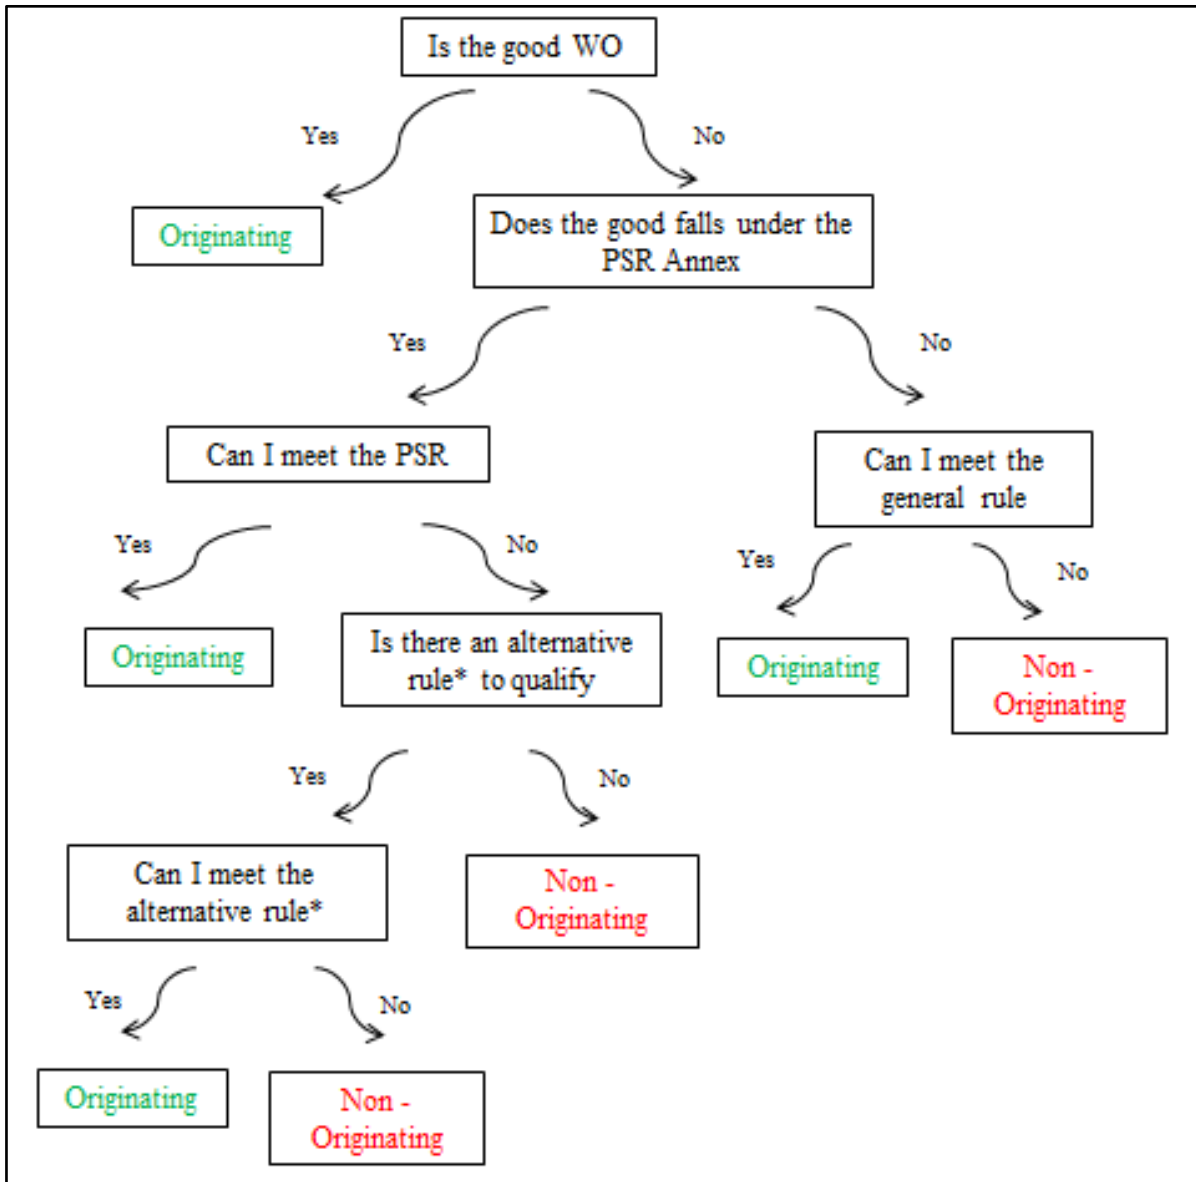 Is the good WO
Yes
No
Originating
Does the good falls under the
PSR Annex
Yes
No
Can I meet the PSR
Can I meet the
general rule
Yes
No
Yes
No
Originating
Is there an alternative
rule* to qualify
Originating
Non -
Originating
Yes
No
Can I meet the
alternative rule*
Non -
Originating
Yes
No
Originating
Non -
Originating